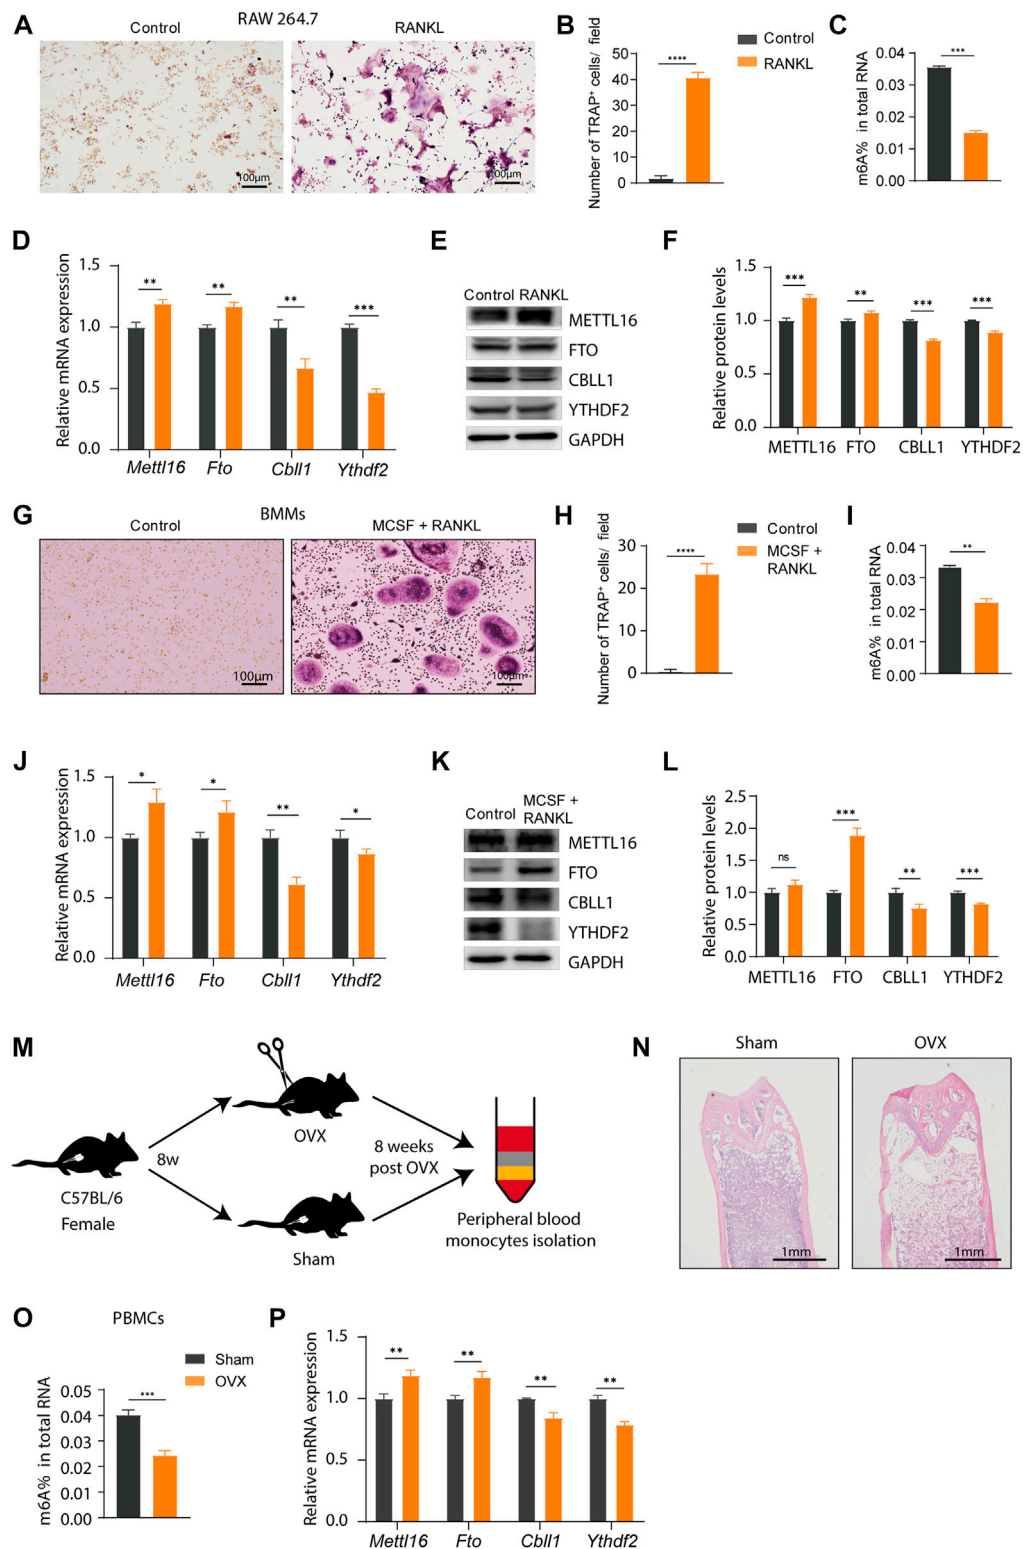 A
RAW 264.7
Control
RANKL
100μm
100μm
B
Number of TRAP⁺ cells/ field
50
40
30
20
10
0
****
Control
RANKL
C
m6A% in total RNA
0.04
0.03
0.02
0.01
0.00
***
D
Relative mRNA expression
1.5
1.0
0.5
0.0
**
**
**
***
Mettl16
Fto
Cbll1
Ythdf2
E
Control RANKL
METTL16
FTO
CBLL1
YTHDF2
GAPDH
F
Relative protein levels
1.5
1.0
0.5
0.0
***
**
***
***
METTL16
FTO
CBLL1
YTHDF2
G
BMMs
Control
MCSF + RANKL
100μm
100μm
H
Number of TRAP⁺ cells/ field
30
20
10
0
****
Control
MCSF +
RANKL
I
m6A% in total RNA
0.04
0.03
0.02
0.01
0.00
**
J
Relative mRNA expression
1.5
1.0
0.5
0.0
*
*
**
*
Mettl16
Fto
Cbll1
Ythdf2
K
Control
MCSF +
RANKL
METTL16
FTO
CBLL1
YTHDF2
GAPDH
L
Relative protein levels
2.5
2.0
1.5
1.0
0.5
0.0
ns
***
**
***
METTL16
FTO
CBLL1
YTHDF2
M
C57BL/6
Female
8w
OVX
Sham
8 weeks
post OVX
Peripheral blood
monocytes isolation
N
Sham
OVX
1mm
1mm
O
PBMCs
m6A% in total RNA
0.05
0.04
0.03
0.02
0.01
0.00
***
Sham
OVX
P
Relative mRNA expression
1.5
1.0
0.5
0.0
**
**
**
**
Mettl16
Fto
Cbll1
Ythdf2